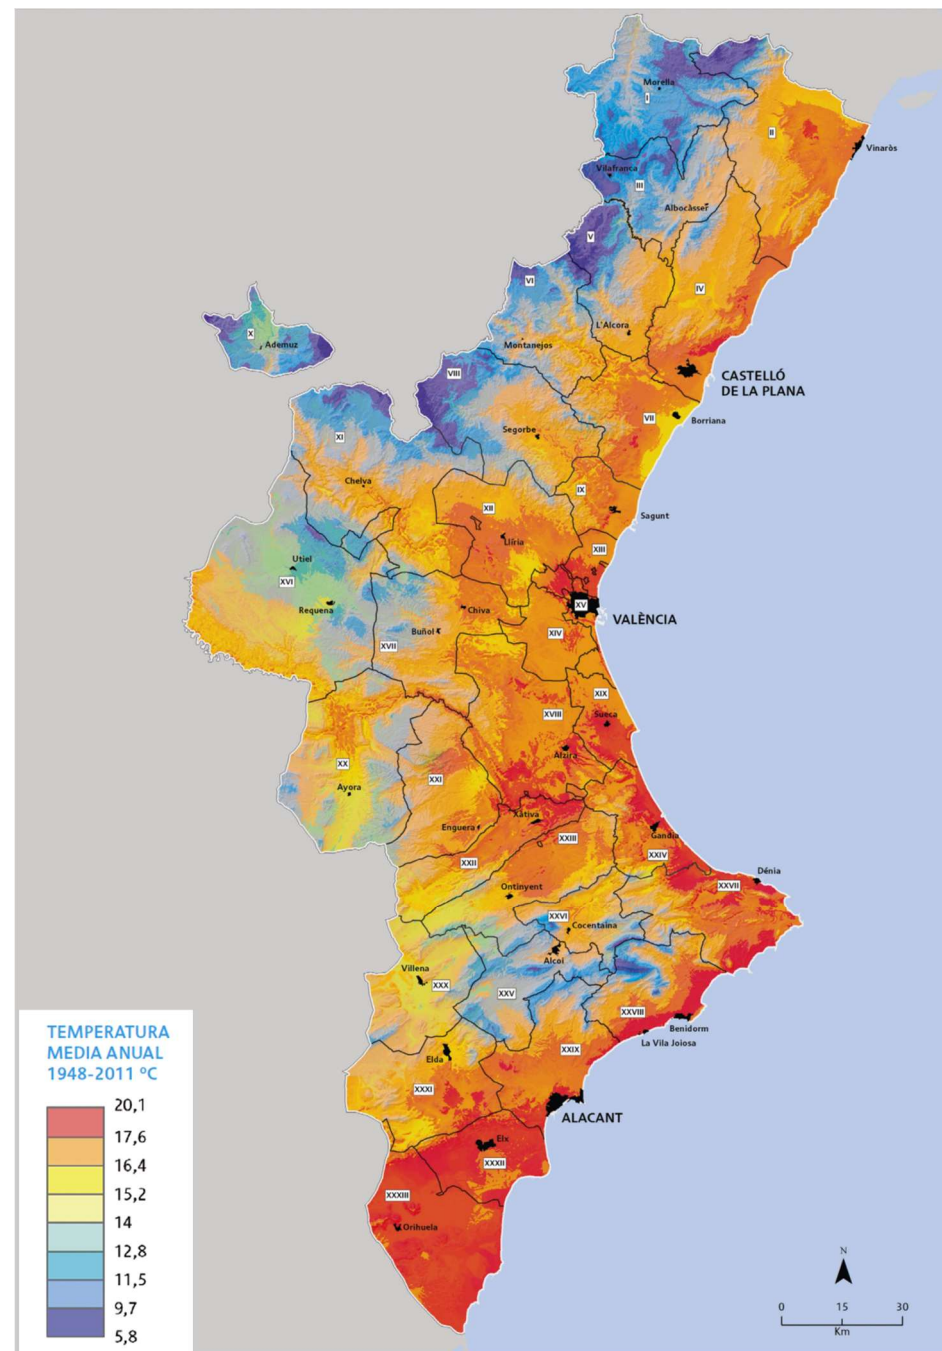 Morella
I
II
Vinaròs
Vilafranca
III
Albocàsser
V
VI
IV
X
Ademuz
L'Alcora
Montanejos
VIII
CASTELLÓ
DE LA PLANA
VII
Borriana
XI
Segorbe
Chelva
IX
XII
Sagunt
Llíria
XIII
Utiel
XVI
Requena
Chiva
XV
VALÈNCIA
Buñol
XIV
XVII
XIX
XVIII
Sueca
Alzira
XX
XXI
Ayora
Xàtiva
Enguera
Gandia
XXIII
XXIV
XXII
Dénia
XXVII
Ontinyent
XXVI
Cocentaina
Alcoi
Villena
XXX
XXV
XXVIII
Benidorm
La Vila Joiosa
XXIX
Elda
XXXI
ALACANT
Elx
XXXII
XXXIII
Orihuela
TEMPERATURA
MEDIA ANUAL
1948-2011 ºC
20,1
17,6
16,4
15,2
14
12,8
11,5
9,7
5,8
N
0 15 30
Km